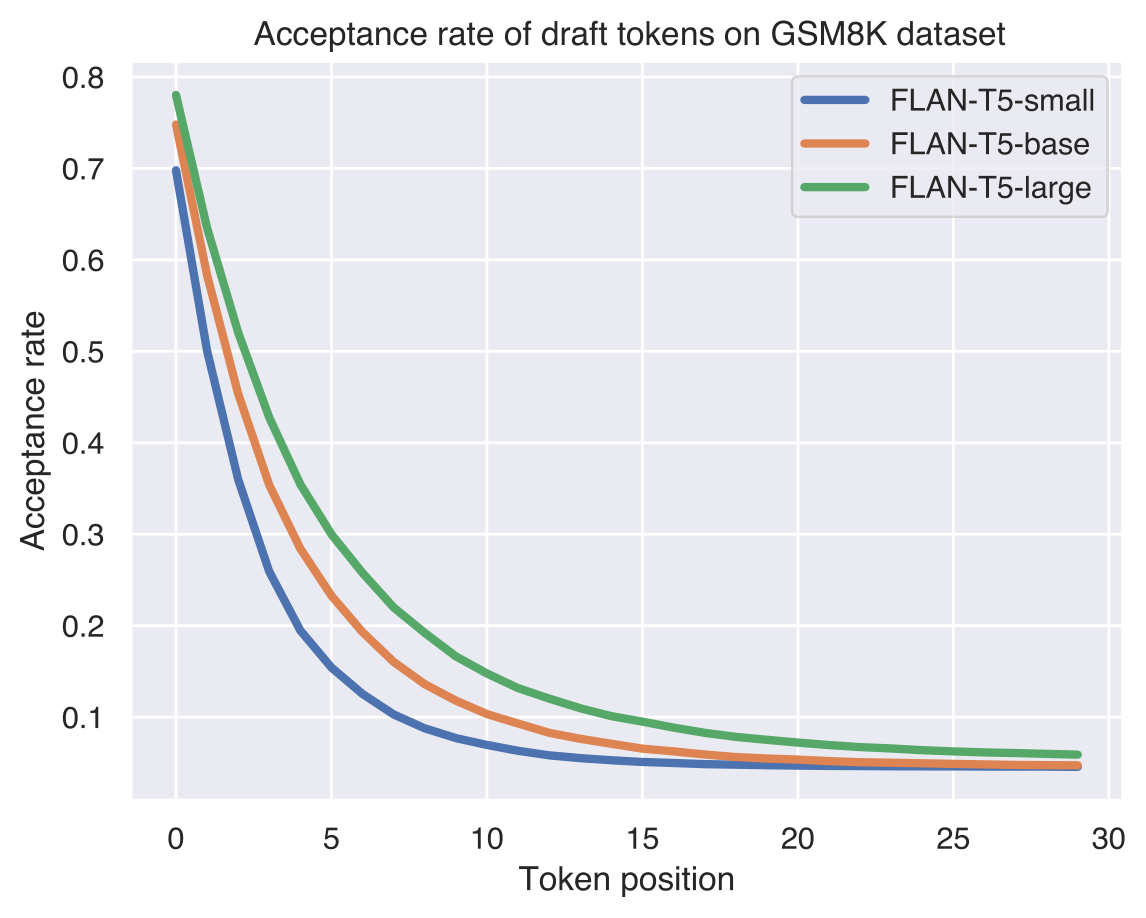 Acceptance rate of draft tokens on GSM8K dataset
FLAN-T5-small
FLAN-T5-base
FLAN-T5-large
Acceptance rate
0.8
0.7
0.6
0.5
0.4
0.3
0.2
0.1
0 5 10 15 20 25 30
Token position